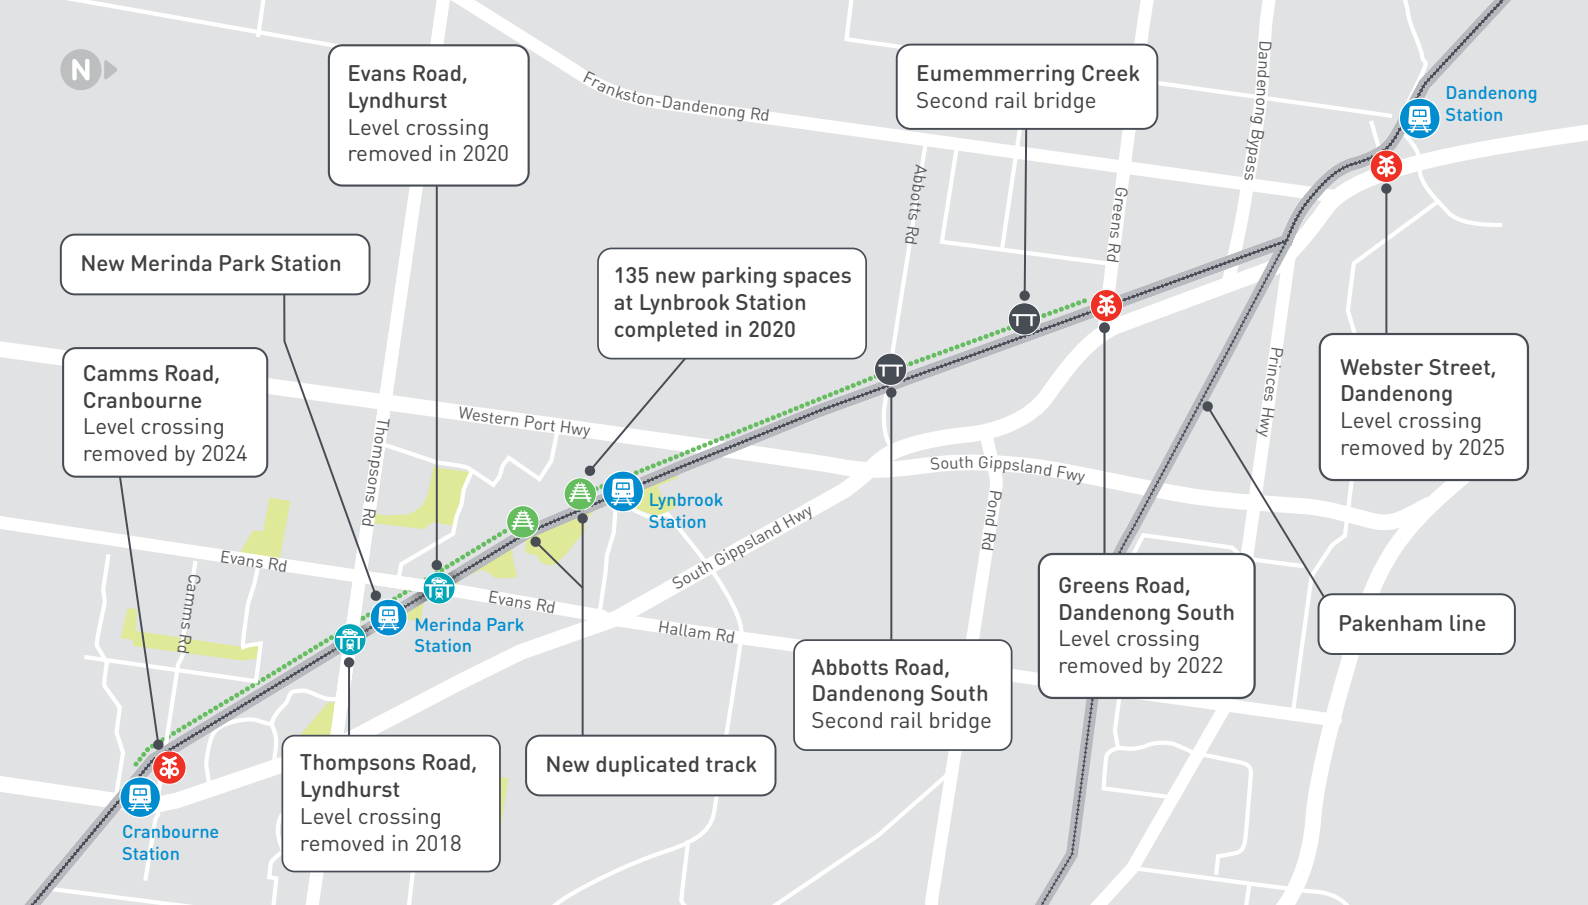 N
Evans Road,
Lyndhurst
Level crossing
removed in 2020
Frankston-Dandenong Rd
Eumemmerring Creek
Second rail bridge
Dandenong Bypass
Dandenong
Station
Abbotts Rd
Greens Rd
New Merinda Park Station
135 new parking spaces
at Lynbrook Station
completed in 2020
Camms Road,
Cranbourne
Level crossing
removed by 2024
Princes Hwy
Webster Street,
Dandenong
Level crossing
removed by 2025
Thompsons Rd
Western Port Hwy
South Gippsland Fwy
Lynbrook
Station
Pond Rd
South Gippsland Hwy
Evans Rd
Camms Rd
Evans Rd
Merinda Park
Station
Hallam Rd
Greens Road,
Dandenong South
Level crossing
removed by 2022
Pakenham line
Abbotts Road,
Dandenong South
Second rail bridge
Thompsons Road,
Lyndhurst
Level crossing
removed in 2018
New duplicated track
Cranbourne
Station